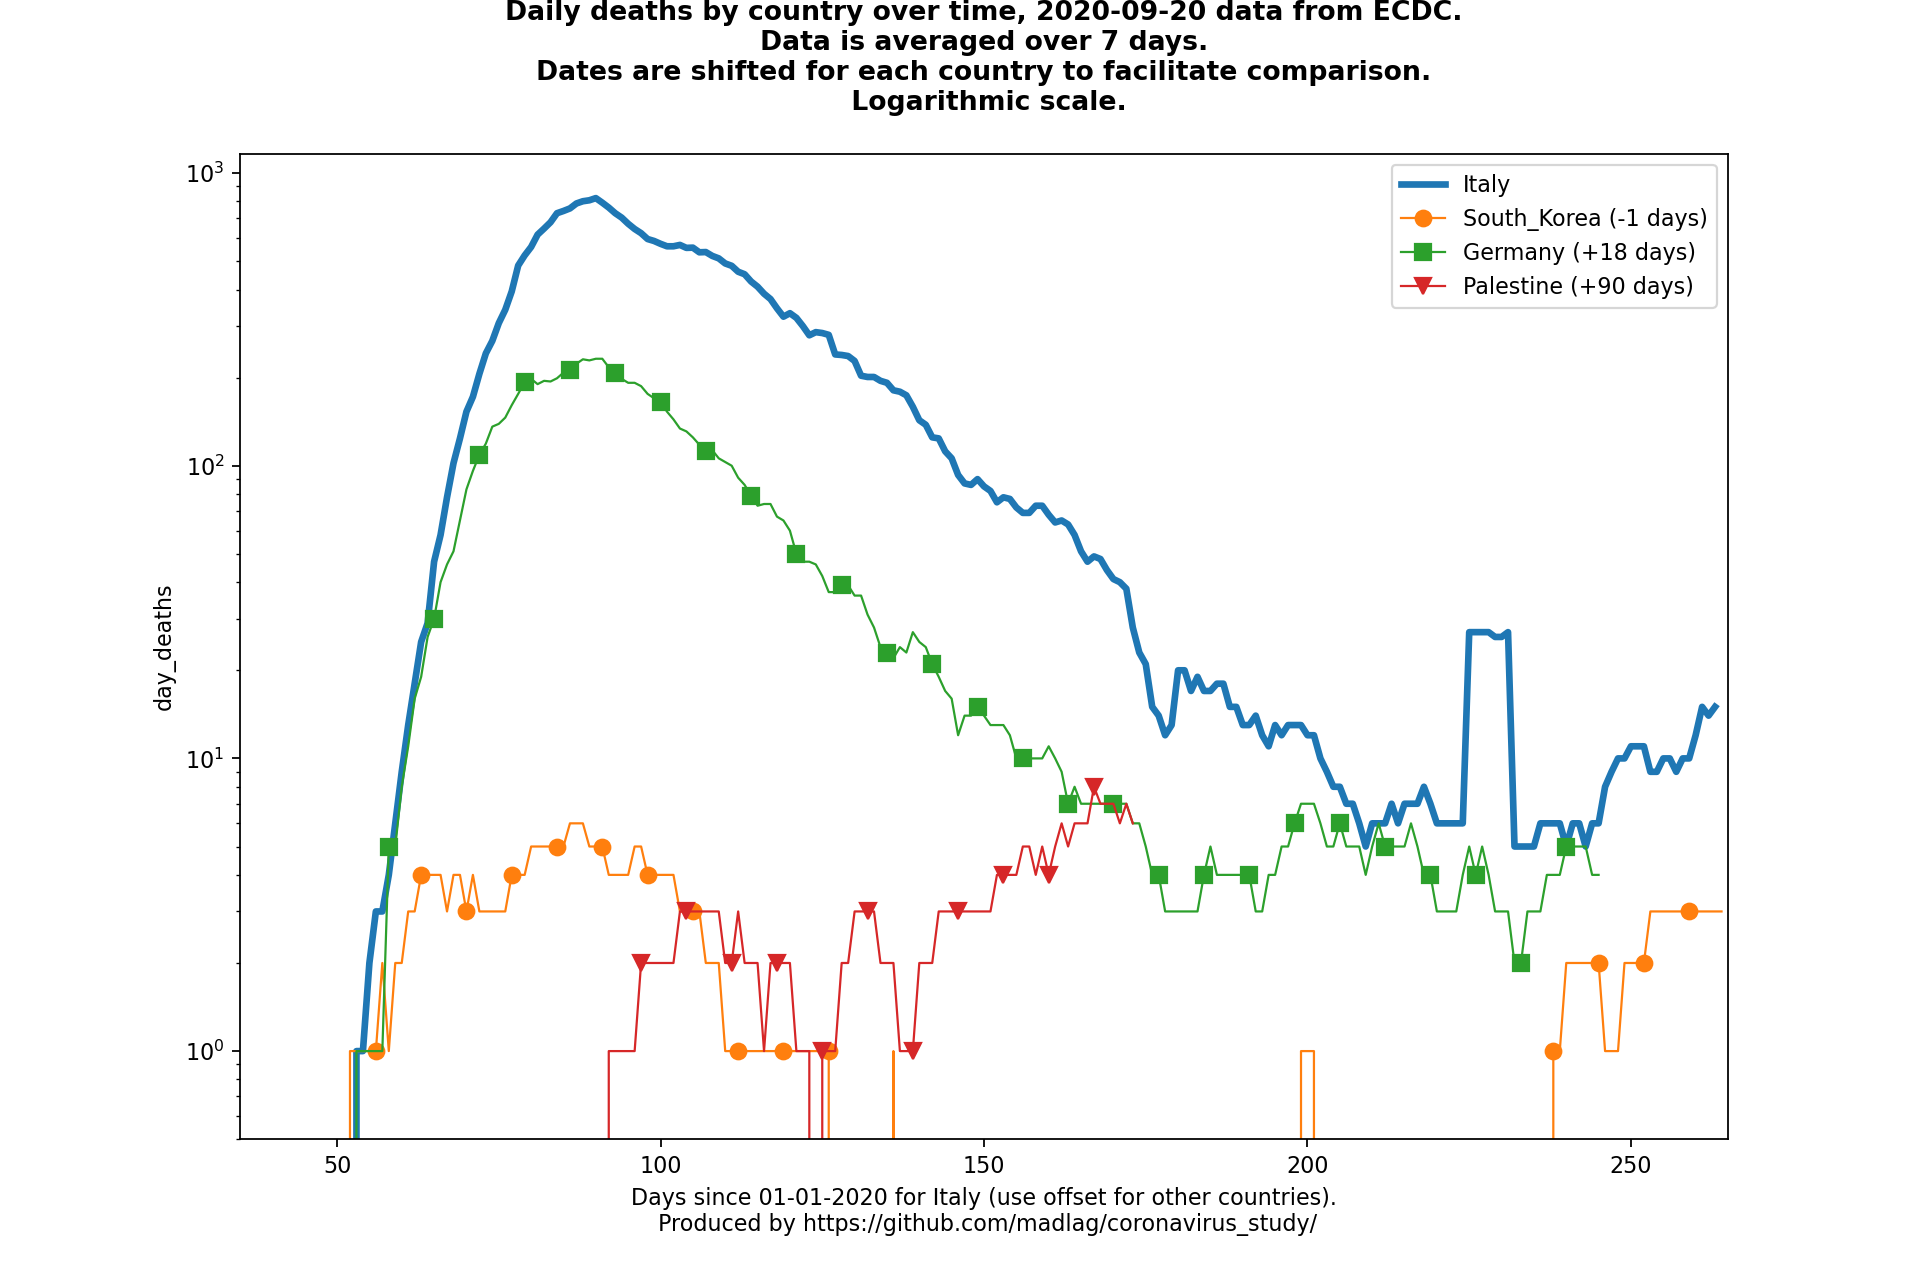 Daily deaths by country over time, 2020-09-20 data from ECDC.
Data is averaged over 7 days.
Dates are shifted for each country to facilitate comparison.
Logarithmic scale.
10³
10²
10¹
10⁰
day_deaths
Italy
South_Korea (-1 days)
Germany (+18 days)
Palestine (+90 days)
50 100 150 200 250
Days since 01-01-2020 for Italy (use offset for other countries).
Produced by https://github.com/madlag/coronavirus_study/